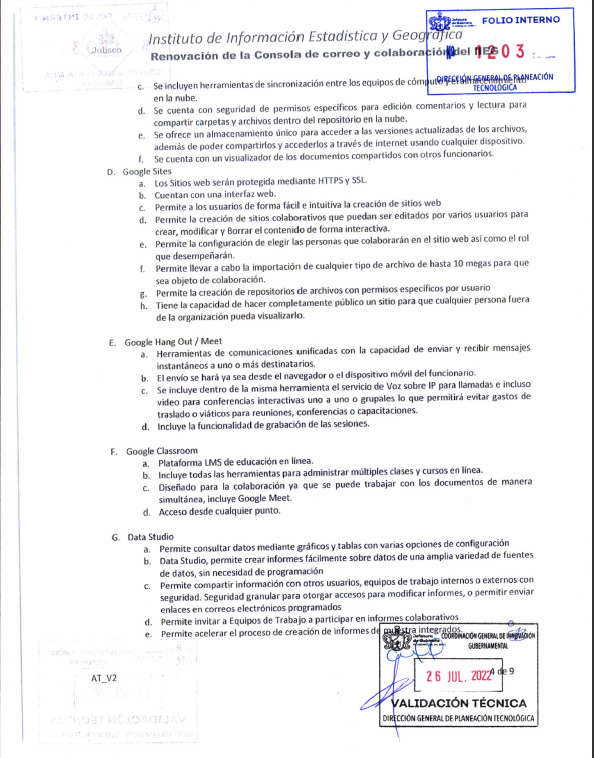 Instituto de Información Estadística y Geográfica
Renovación de la Consola de correo y colaboración del IIEG
Jalisco
Jefatura
de Gabinete
FOLIO INTERNO
1203
DIRECCIÓN GENERAL DE PLANEACIÓN
TECNOLÓGICA
c. Se incluyen herramientas de sincronización entre los equipos de cómputo y el almacenamiento
en la nube.
d. Se cuenta con seguridad de permisos específicos para edición comentarios y lectura para
compartir carpetas y archivos dentro del repositorio en la nube.
e. Se ofrece un almacenamiento único para acceder a las versiones actualizadas de los archivos,
además de poder compartirlos y accederlos a través de internet usando cualquier dispositivo.
f. Se cuenta con un visualizador de los documentos compartidos con otros funcionarios.
D. Google Sites
a. Los Sitios web serán protegida mediante HTTPS y SSL.
b. Cuentan con una interfaz web.
c. Permite a los usuarios de forma fácil e intuitiva la creación de sitios web
d. Permite la creación de sitios colaborativos que puedan ser editados por varios usuarios para
crear, modificar y Borrar el contenido de forma interactiva.
e. Permite la configuración de elegir las personas que colaborarán en el sitio web así como el rol
que desempeñarán.
f. Permite llevar a cabo la importación de cualquier tipo de archivo de hasta 10 megas para que
sea objeto de colaboración.
g. Permite la creación de repositorios de archivos con permisos específicos por usuario
h. Tiene la capacidad de hacer completamente público un sitio para que cualquier persona fuera
de la organización pueda visualizarlo.
E. Google Hang Out / Meet
a. Herramientas de comunicaciones unificadas con la capacidad de enviar y recibir mensajes
instantáneos a uno o más destinatarios.
b. El envío se hará ya sea desde el navegador o el dispositivo móvil del funcionario.
c. Se incluye dentro de la misma herramienta el servicio de Voz sobre IP para llamadas e incluso
video para conferencias interactivas uno a uno o grupales lo que permitirá evitar gastos de
traslado o viáticos para reuniones, conferencias o capacitaciones.
d. Incluye la funcionalidad de grabación de las sesiones.
F. Google Classroom
a. Plataforma LMS de educación en línea.
b. Incluye todas las herramientas para administrar múltiples clases y cursos en línea.
c. Diseñado para la colaboración ya que se puede trabajar con los documentos de manera
simultánea, incluye Google Meet.
d. Acceso desde cualquier punto.
G. Data Studio
a. Permite consultar datos mediante gráficos y tablas con varias opciones de configuración
b. Data Studio, permite crear informes fácilmente sobre datos de una amplia variedad de fuentes
de datos, sin necesidad de programación
c. Permite compartir información con otros usuarios, equipos de trabajo internos o externos con
seguridad. Seguridad granular para otorgar accesos para modificar informes, o permitir enviar
enlaces en correos electrónicos programados
d. Permite invitar a Equipos de Trabajo a participar en informes colaborativos
e. Permite acelerar el proceso de creación de informes de muestra integrados.
Jefatura
de Gabinete
COORDINACIÓN GENERAL DE INNOVACIÓN
GUBERNAMENTAL
26 JUL. 2022
4 de 9
VALIDACIÓN TÉCNICA
DIRECCIÓN GENERAL DE PLANEACIÓN TECNOLÓGICA
AT_V2